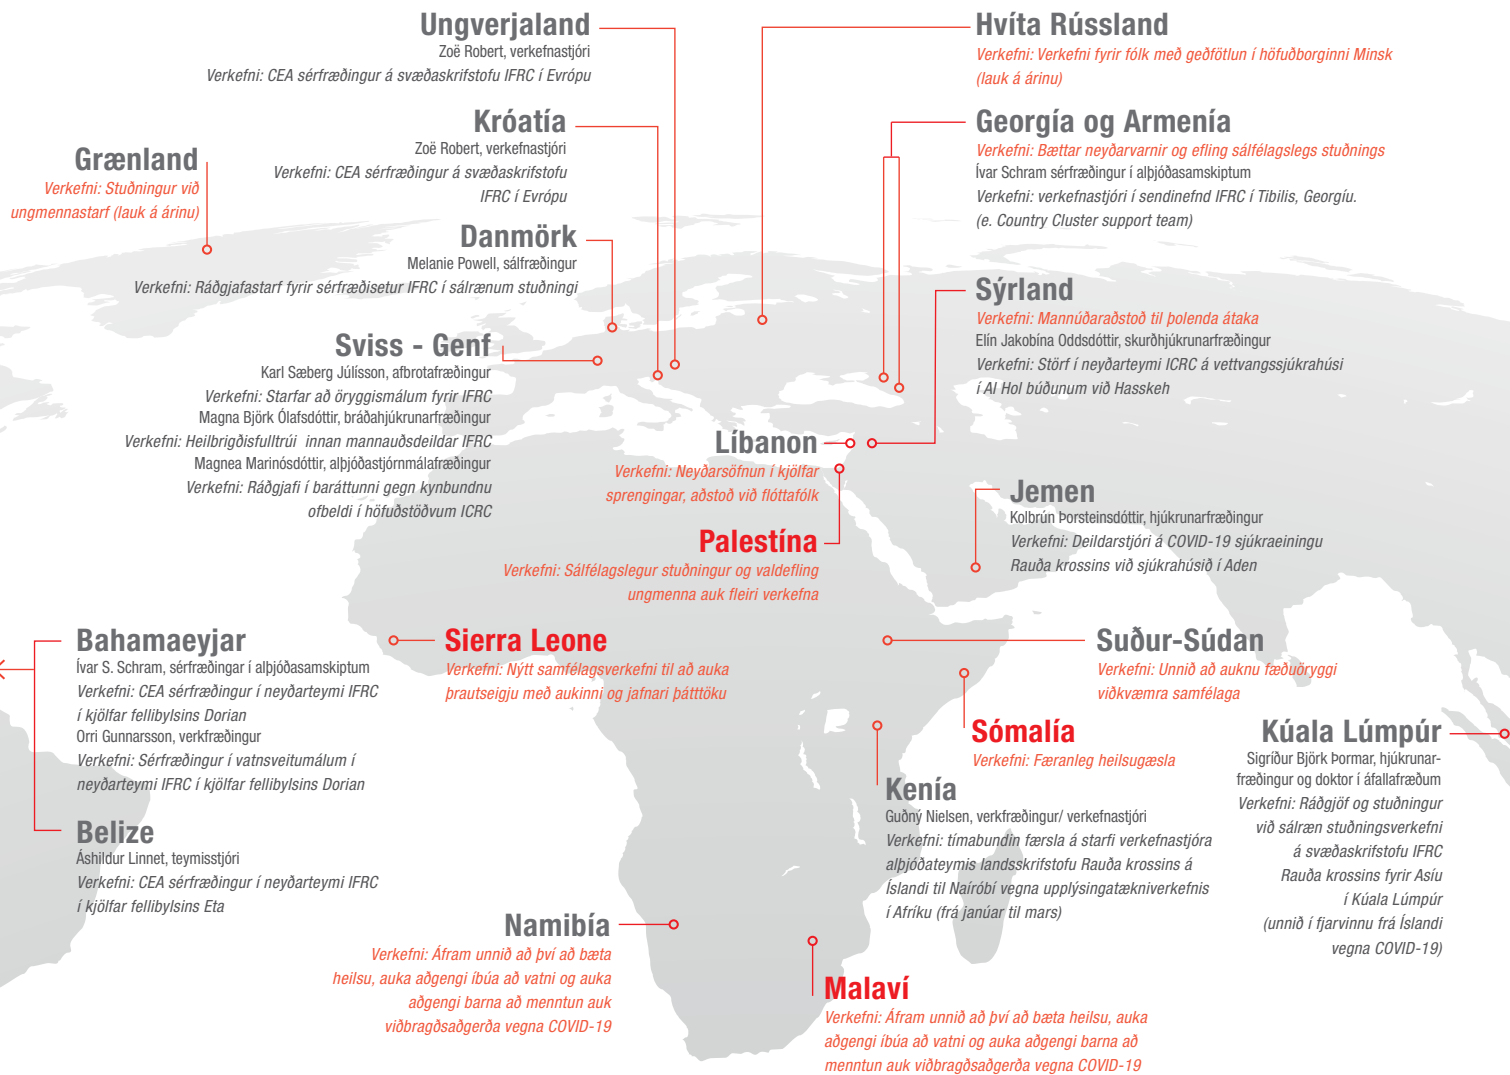 Ungverjaland
Zoë Robert, verkefnastjóri
Verkefni: CEA sérfræðingur á svæðaskrifstofu IFRC í Evrópu
Króatía
Zoë Robert, verkefnastjóri
Verkefni: CEA sérfræðingur á svæðaskrifstofu
IFRC í Evrópu
Grænland
Verkefni: Stuðningur við
ungmennastarf (lauk á árinu)
Danmörk
Melanie Powell, sálfræðingur
Verkefni: Ráðgjafastarf fyrir sérfræðisetur IFRC í sálrænum stuðningi
Sviss - Genf
Karl Sæberg Júlísson, afbrotafræðingur
Verkefni: Starfar að öryggismálum fyrir IFRC
Magna Björk Ólafsdóttir, bráðahjúkrunarfræðingur
Verkefni: Heilbrigðisfulltrúi innan mannauðsdeildar IFRC
Magnea Marinósdóttir, alþjóðastjórnmálafræðingur
Verkefni: Ráðgjafi í baráttunni gegn kynbundnu
ofbeldi í höfuðstöðvum ICRC
Hvíta Rússland
Verkefni: Verkefni fyrir fólk með geðfötlun í höfuðborginni Minsk
(lauk á árinu)
Georgía og Armenía
Verkefni: Bættar neyðarvarnir og efling sálfélagslegs stuðnings
Ívar Schram sérfræðingur í alþjóðasamskiptum
Verkefni: verkefnastjóri í sendinefnd IFRC í Tibilis, Georgíu.
(e. Country Cluster support team)
Sýrland
Verkefni: Mannúðaraðstoð til þolenda átaka
Elín Jakobína Oddsdóttir, skurðhjúkrunarfræðingur
Verkefni: Störf í neyðarteymi ICRC á vettvangssjúkrahúsi
í Al Hol búðunum við Hasskeh
Líbanon
Verkefni: Neyðarsöfnun í kjölfar
sprengingar, aðstoð við flóttafólk
Jemen
Kolbrún Þorsteinsdóttir, hjúkrunarfræðingur
Verkefni: Deildarstjóri á COVID-19 sjúkraeiningu
Rauða krossins við sjúkrahúsið í Aden
Palestína
Verkefni: Sálfélagslegur stuðningur og valdefling
ungmenna auk fleiri verkefna
Bahamaeyjar
Ívar S. Schram, sérfræðingar í alþjóðasamskiptum
Verkefni: CEA sérfræðingur í neyðarteymi IFRC
í kjölfar fellibylsins Dorian
Orri Gunnarsson, verkfræðingur
Verkefni: Sérfræðingur í vatnsveitumálum í
neyðarteymi IFRC í kjölfar fellibylsins Dorian
Belize
Áshildur Linnet, teymisstjóri
Verkefni: CEA sérfræðingur í neyðarteymi IFRC
í kjölfar fellibylsins Eta
Sierra Leone
Verkefni: Nýtt samfélagsverkefni til að auka
þrautseigju með aukinni og jafnari þátttöku
Suður-Súdan
Verkefni: Unnið að auknu fæðuöryggi
viðkvæmra samfélaga
Sómalía
Verkefni: Færanleg heilsugæsla
Kenía
Guðný Nielsen, verkfræðingur/ verkefnastjóri
Verkefni: tímabundin færsla á starfi verkefnastjóra
alþjóðateymis landsskrifstofu Rauða krossins á
Íslandi til Naíróbí vegna upplýsingatækniverkefnis
í Afríku (frá janúar til mars)
Kúala Lúmpúr
Sigríður Björk Þormar, hjúkrunar-
fræðingur og doktor í áfallafræðum
Verkefni: Ráðgjöf og stuðningur
við sálræn stuðningsverkefni
á svæðaskrifstofu IFRC
Rauða krossins fyrir Asíu
í Kúala Lúmpúr
(unnið í fjarvinnu frá Íslandi
vegna COVID-19)
Namibía
Verkefni: Áfram unnið að því að bæta
heilsu, auka aðgengi íbúa að vatni og auka
aðgengi barna að menntun auk
viðbragðsaðgerða vegna COVID-19
Malaví
Verkefni: Áfram unnið að því að bæta heilsu, auka
aðgengi íbúa að vatni og auka aðgengi barna að
menntun auk viðbragðsaðgerða vegna COVID-19